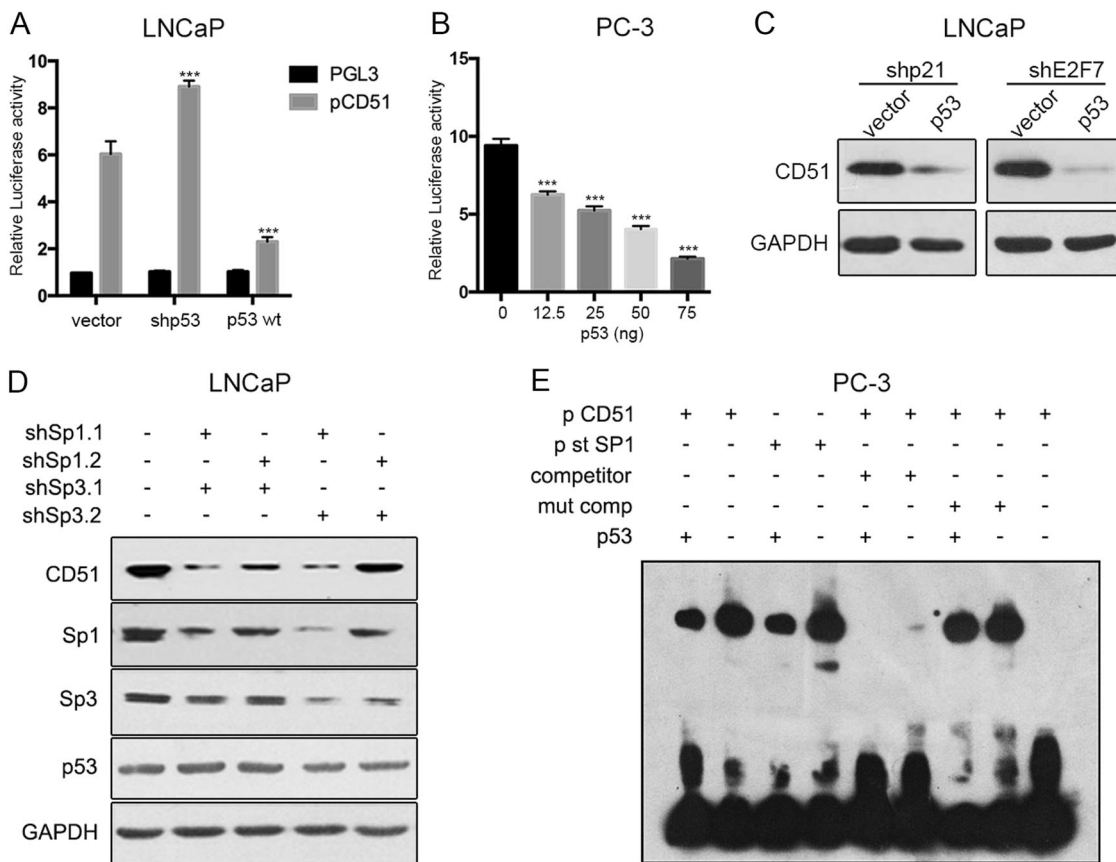 A
LNCaP
Relative Luciferase activity
10
8
6
4
2
0
***
***
PGL3
pCD51
vector shp53 p53 wt
B
PC-3
Relative Luciferase activity
15
10
5
0
***
***
***
***
0 12.5 25 50 75
p53 (ng)
C
LNCaP
shp21 shE2F7
vector p53 vector p53
CD51
GAPDH
D
LNCaP
shSp1.1 - + - + -
shSp1.2 - - + - +
shSp3.1 - + + - -
shSp3.2 - - - + +
CD51
Sp1
Sp3
p53
GAPDH
E
PC-3
p CD51 + + - - + + + + +
p st SP1 - - + + - - - - -
competitor - - - - + + - - -
mut comp - - - - - - + + -
p53 + - + - + - + - -